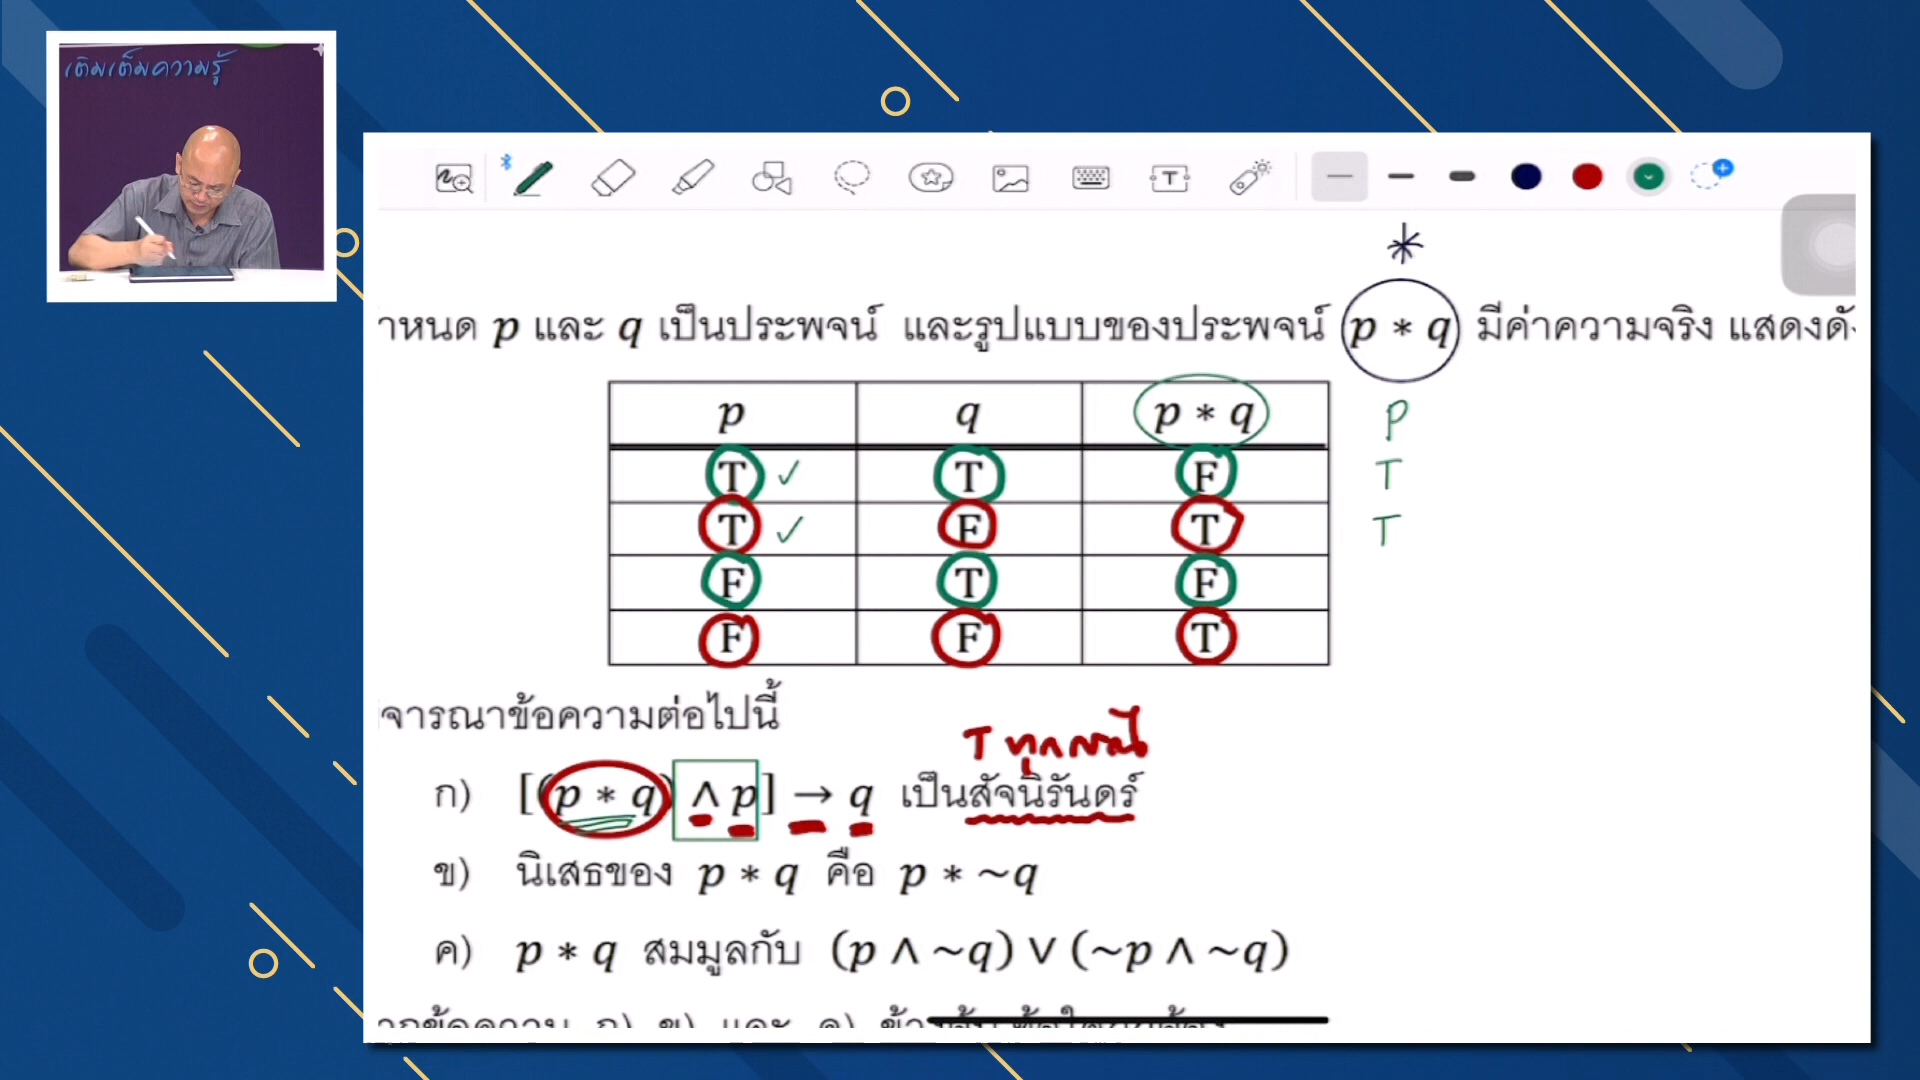 เติมเต็มความรู้
*
าหนด p และ q เป็นประพจน์ และรูปแบบของประพจน์ p * q มีค่าความจริง แสดงดัง
p q p * q P
T T F T
T F T T
F T F
F F T
จารณาข้อความต่อไปนี้
T ทุกกรณี
ก) [(p * q) ∧ p] → q เป็นสัจนิรันดร์
ข) นิเสธของ p * q คือ p * ~q
ค) p * q สมมูลกับ (p ∧ ~q) ∨ (~p ∧ ~q)